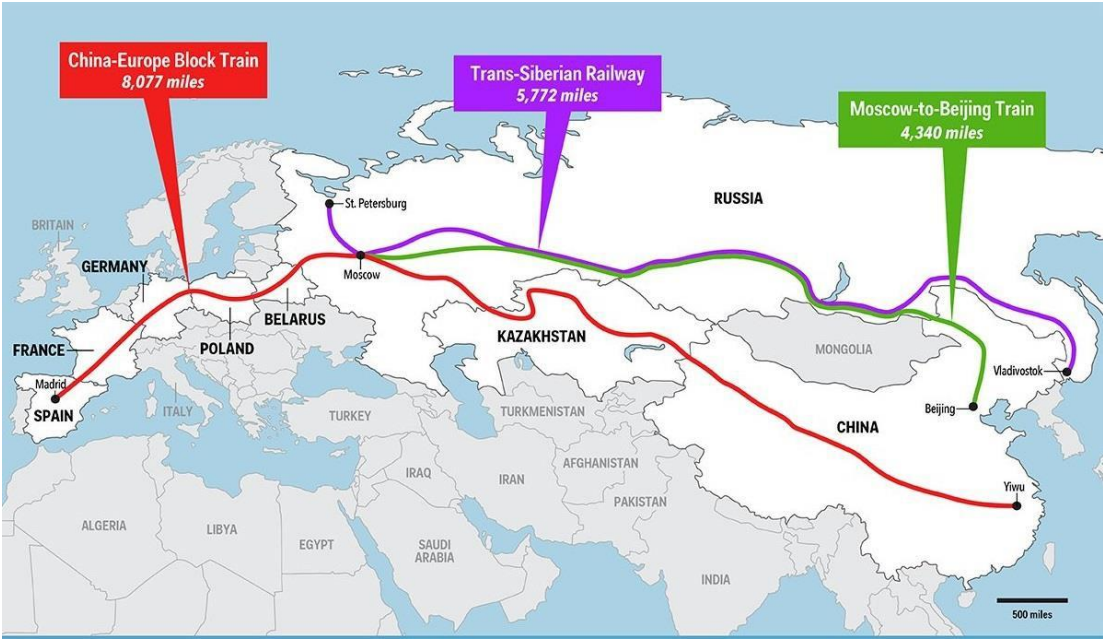 China-Europe Block Train
8,077 miles
Trans-Siberian Railway
5,772 miles
Moscow-to-Beijing Train
4,340 miles
RUSSIA
St. Petersburg
BRITAIN
GERMANY
Moscow
BELARUS
KAZAKHSTAN
POLAND
FRANCE
MONGOLIA
Vladivostok
Madrid
SPAIN
ITALY
TURKEY
TURKMENISTAN
Beijing
CHINA
AFGHANISTAN
IRAQ
IRAN
PAKISTAN
Yiwu
ALGERIA
LIBYA
EGYPT
SAUDI
ARABIA
INDIA
500 miles